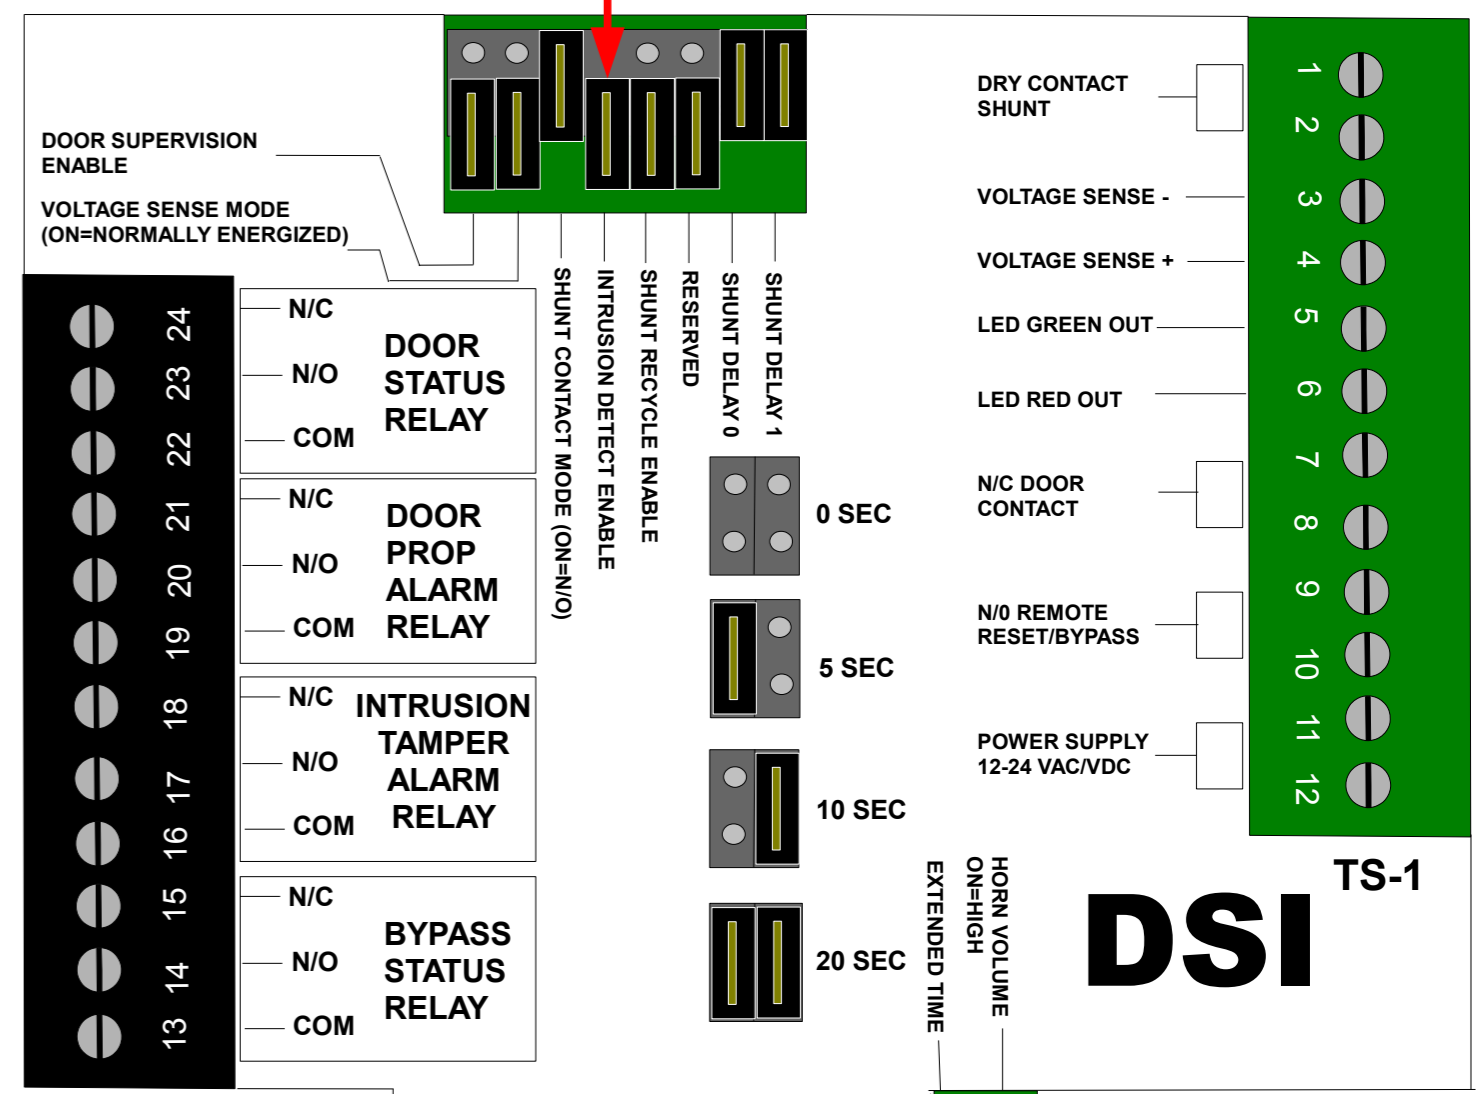 DOOR SUPERVISION
ENABLE
VOLTAGE SENSE MODE
(ON=NORMALLY ENERGIZED)
SHUNT CONTACT MODE (ON=N/O)
INTRUSION DETECT ENABLE
SHUNT RECYCLE ENABLE
RESERVED
SHUNT DELAY 0
SHUNT DELAY 1
24
23
22
21
20
19
18
17
16
15
14
13
N/C
N/O
COM
DOOR
STATUS
RELAY
N/C
N/O
COM
DOOR
PROP
ALARM
RELAY
N/C
N/O
COM
INTRUSION
TAMPER
ALARM
RELAY
N/C
N/O
COM
BYPASS
STATUS
RELAY
0 SEC
5 SEC
10 SEC
20 SEC
DRY CONTACT
SHUNT
VOLTAGE SENSE -
VOLTAGE SENSE +
LED GREEN OUT
LED RED OUT
N/C DOOR
CONTACT
N/0 REMOTE
RESET/BYPASS
POWER SUPPLY
12-24 VAC/VDC
1
2
3
4
5
6
7
8
9
10
11
12
TS-1
DSI
HORN VOLUME
ON=HIGH
EXTENDED TIME